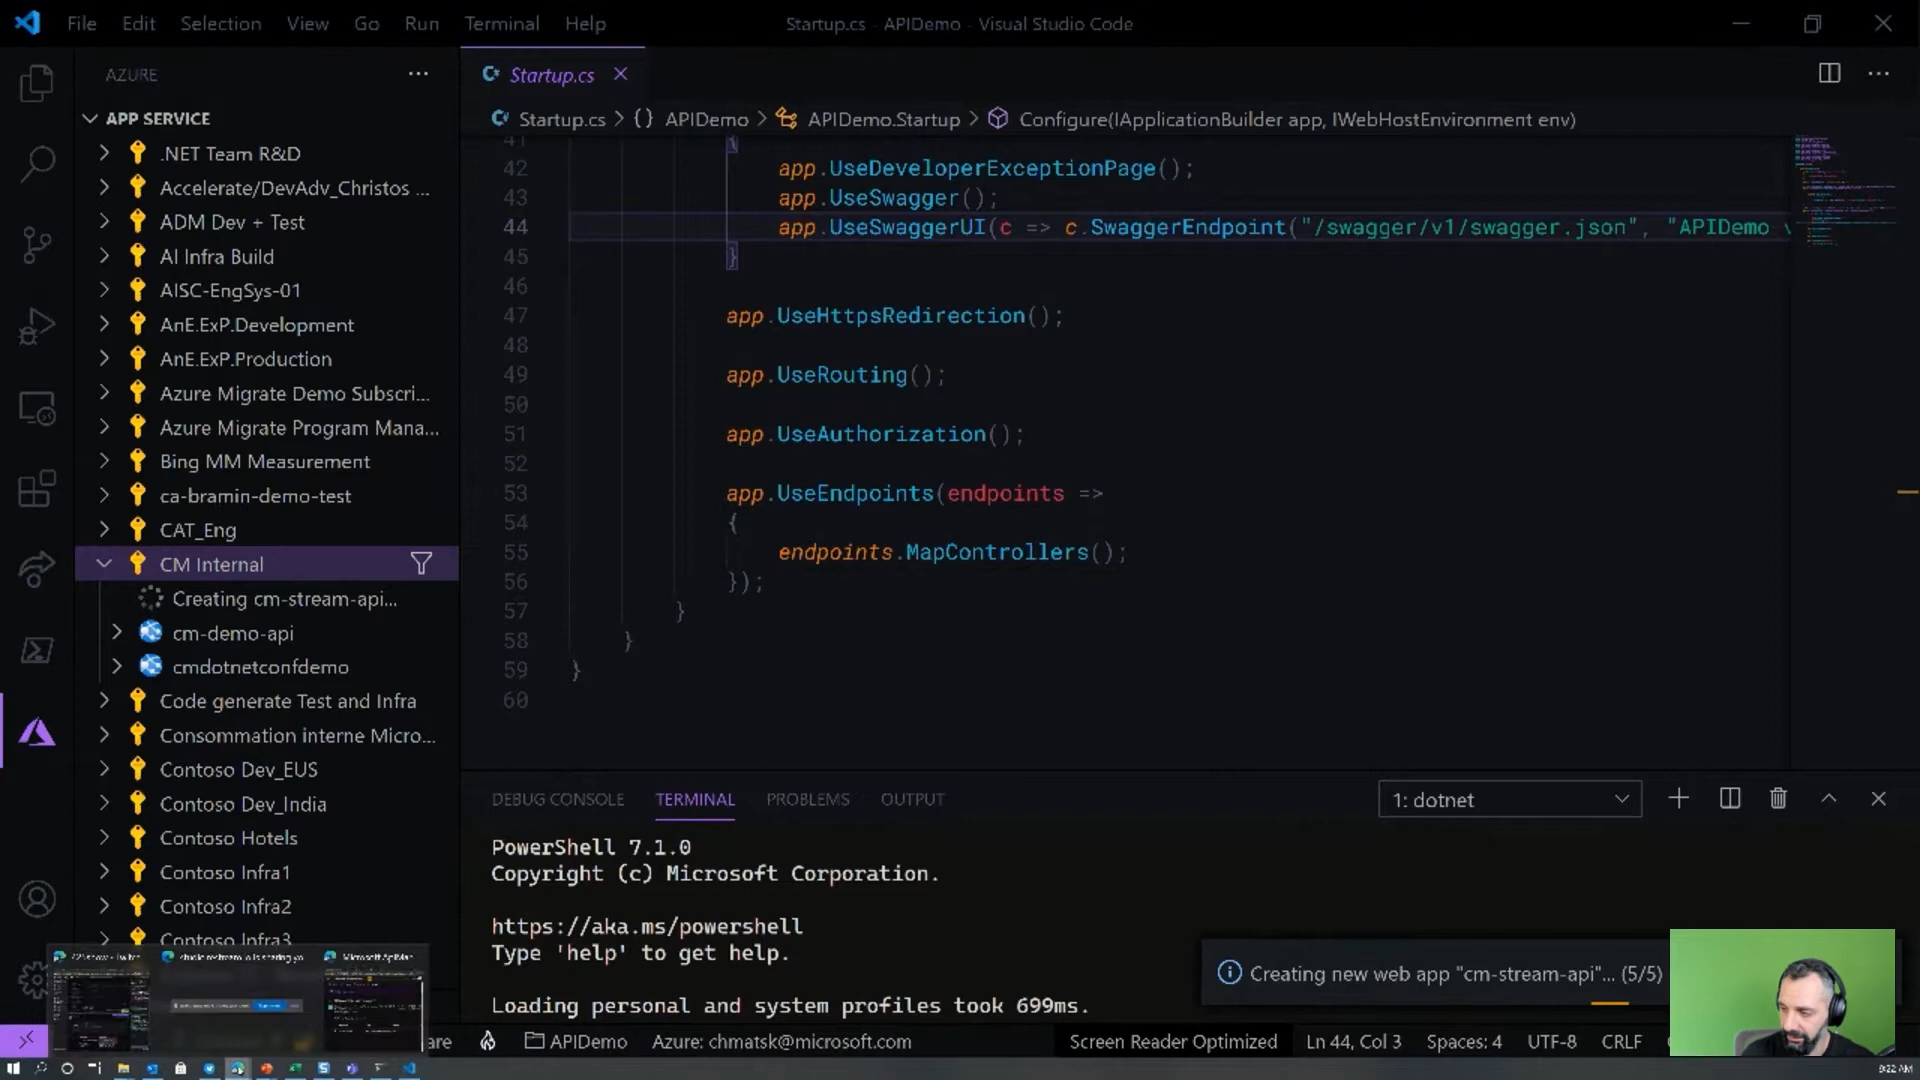 File Edit Selection View Go Run Terminal Help
Startup.cs - APIDemo - Visual Studio Code
AZURE
APP SERVICE
.NET Team R&D
Accelerate/DevAdv_Christos ...
ADM Dev + Test
AI Infra Build
AISC-EngSys-01
AnE.ExP.Development
AnE.ExP.Production
Azure Migrate Demo Subscri...
Azure Migrate Program Mana...
Bing MM Measurement
ca-bramin-demo-test
CAT_Eng
CM Internal
Creating cm-stream-api...
cm-demo-api
cmdotnetconfdemo
Code generate Test and Infra
Consommation interne Micro...
Contoso Dev_EUS
Contoso Dev_India
Contoso Hotels
Contoso Infra1
Contoso Infra2
Contoso Infra3
Startup.cs
Startup.cs > {} APIDemo > APIDemo.Startup > Configure(IApplicationBuilder app, IWebHostEnvironment env)
41 {
42 app.UseDeveloperExceptionPage();
43 app.UseSwagger();
44 app.UseSwaggerUI(c => c.SwaggerEndpoint("/swagger/v1/swagger.json", "APIDemo v
45 }
46
47 app.UseHttpsRedirection();
48
49 app.UseRouting();
50
51 app.UseAuthorization();
52
53 app.UseEndpoints(endpoints =>
54 {
55 endpoints.MapControllers();
56 });
57 }
58 }
59 }
60
DEBUG CONSOLE TERMINAL PROBLEMS OUTPUT
1: dotnet
PowerShell 7.1.0
Copyright (c) Microsoft Corporation.
https://aka.ms/powershell
Type 'help' to get help.
Loading personal and system profiles took 699ms.
Creating new web app "cm-stream-api"... (5/5)
are APIDemo Azure: chmatsk@microsoft.com
Screen Reader Optimized Ln 44, Col 3 Spaces: 4 UTF-8 CRLF
9:22 AM